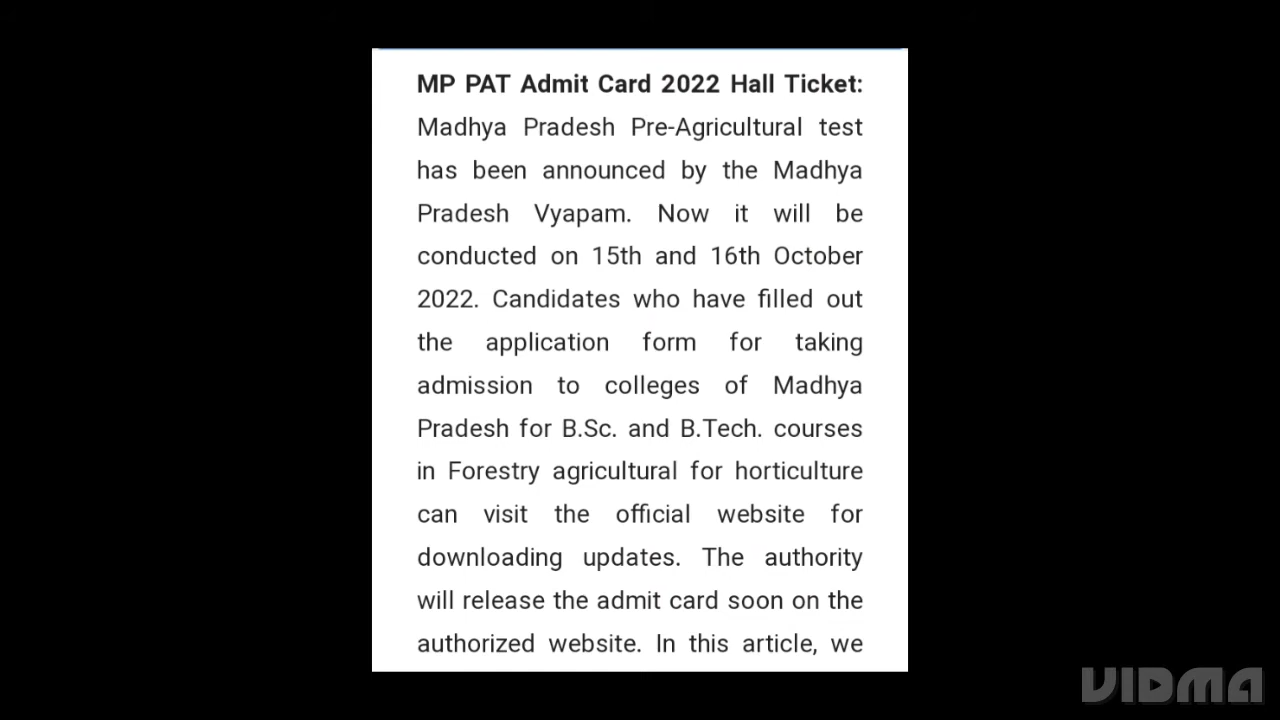 MP PAT Admit Card 2022 Hall Ticket:
Madhya Pradesh Pre-Agricultural test
has been announced by the Madhya
Pradesh Vyapam. Now it will be
conducted on 15th and 16th October
2022. Candidates who have filled out
the application form for taking
admission to colleges of Madhya
Pradesh for B.Sc. and B.Tech. courses
in Forestry agricultural for horticulture
can visit the official website for
downloading updates. The authority
will release the admit card soon on the
authorized website. In this article, we
VIDMA